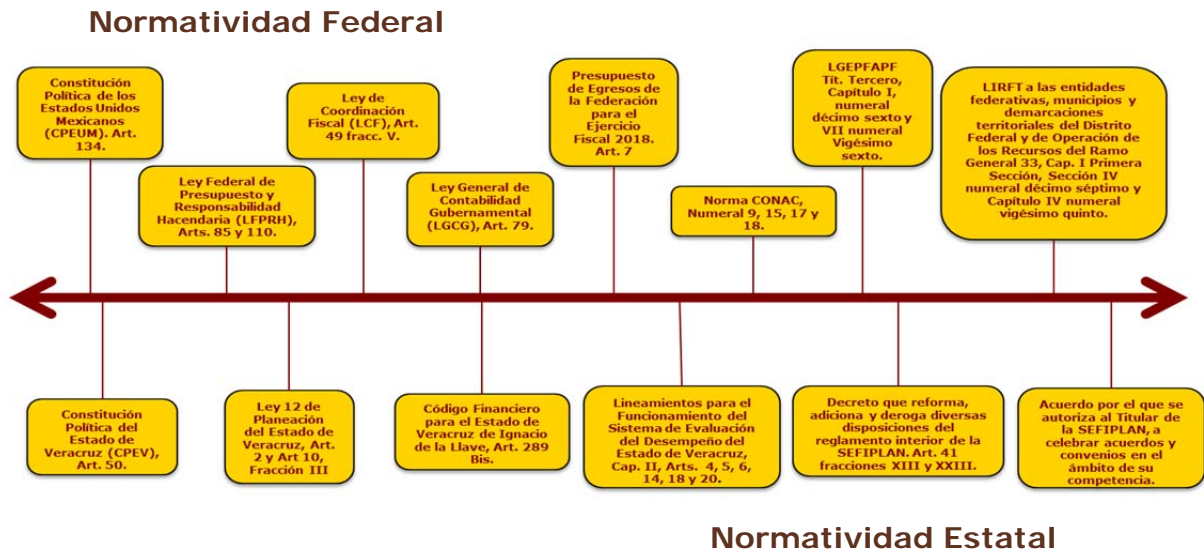 Normatividad Federal
Constitución
Política de los
Estados Unidos
Mexicanos
(CPEUM). Art.
134.
Ley Federal de
Presupuesto y
Responsabilidad
Hacendaria (LFPRH),
Arts. 85 y 110.
Ley de
Coordinación
Fiscal (LCF), Art.
49 fracc. V.
Ley General de
Contabilidad
Gubernamental
(LGCG), Art. 79.
Presupuesto
de Egresos de
la Federación
para el
Ejercicio
Fiscal 2018.
Art. 7
Norma CONAC,
Numeral 9, 15, 17 y
18.
LGEPFAPF
Tít. Tercero,
Capítulo I,
numeral
décimo sexto y
VII numeral
Vigésimo
sexto.
LIRFT a las entidades
federativas, municipios y
demarcaciones
territoriales del Distrito
Federal y de Operación de
los Recursos del Ramo
General 33, Cap. I Primera
Sección, Sección IV
numeral décimo séptimo y
Capítulo IV numeral
vigésimo quinto.
Constitución
Política del
Estado de
Veracruz (CPEV),
Art. 50.
Ley 12 de
Planeación
del Estado de
Veracruz, Art.
2 y Art 10,
Fracción III
Código Financiero
para el Estado de
Veracruz de Ignacio
de la Llave, Art. 289
Bis.
Lineamientos para el
Funcionamiento del
Sistema de Evaluación
del Desempeño del
Estado de Veracruz,
Cap. II, Arts. 4, 5, 6,
14, 18 y 20.
Decreto que reforma,
adiciona y deroga diversas
disposiciones del
reglamento interior de la
SEFIPLAN. Art. 41
fracciones XIII y XXIII.
Acuerdo por el que se
autoriza al Titular de
la SEFIPLAN, a
celebrar acuerdos y
convenios en el
ámbito de su
competencia.
Normatividad Estatal